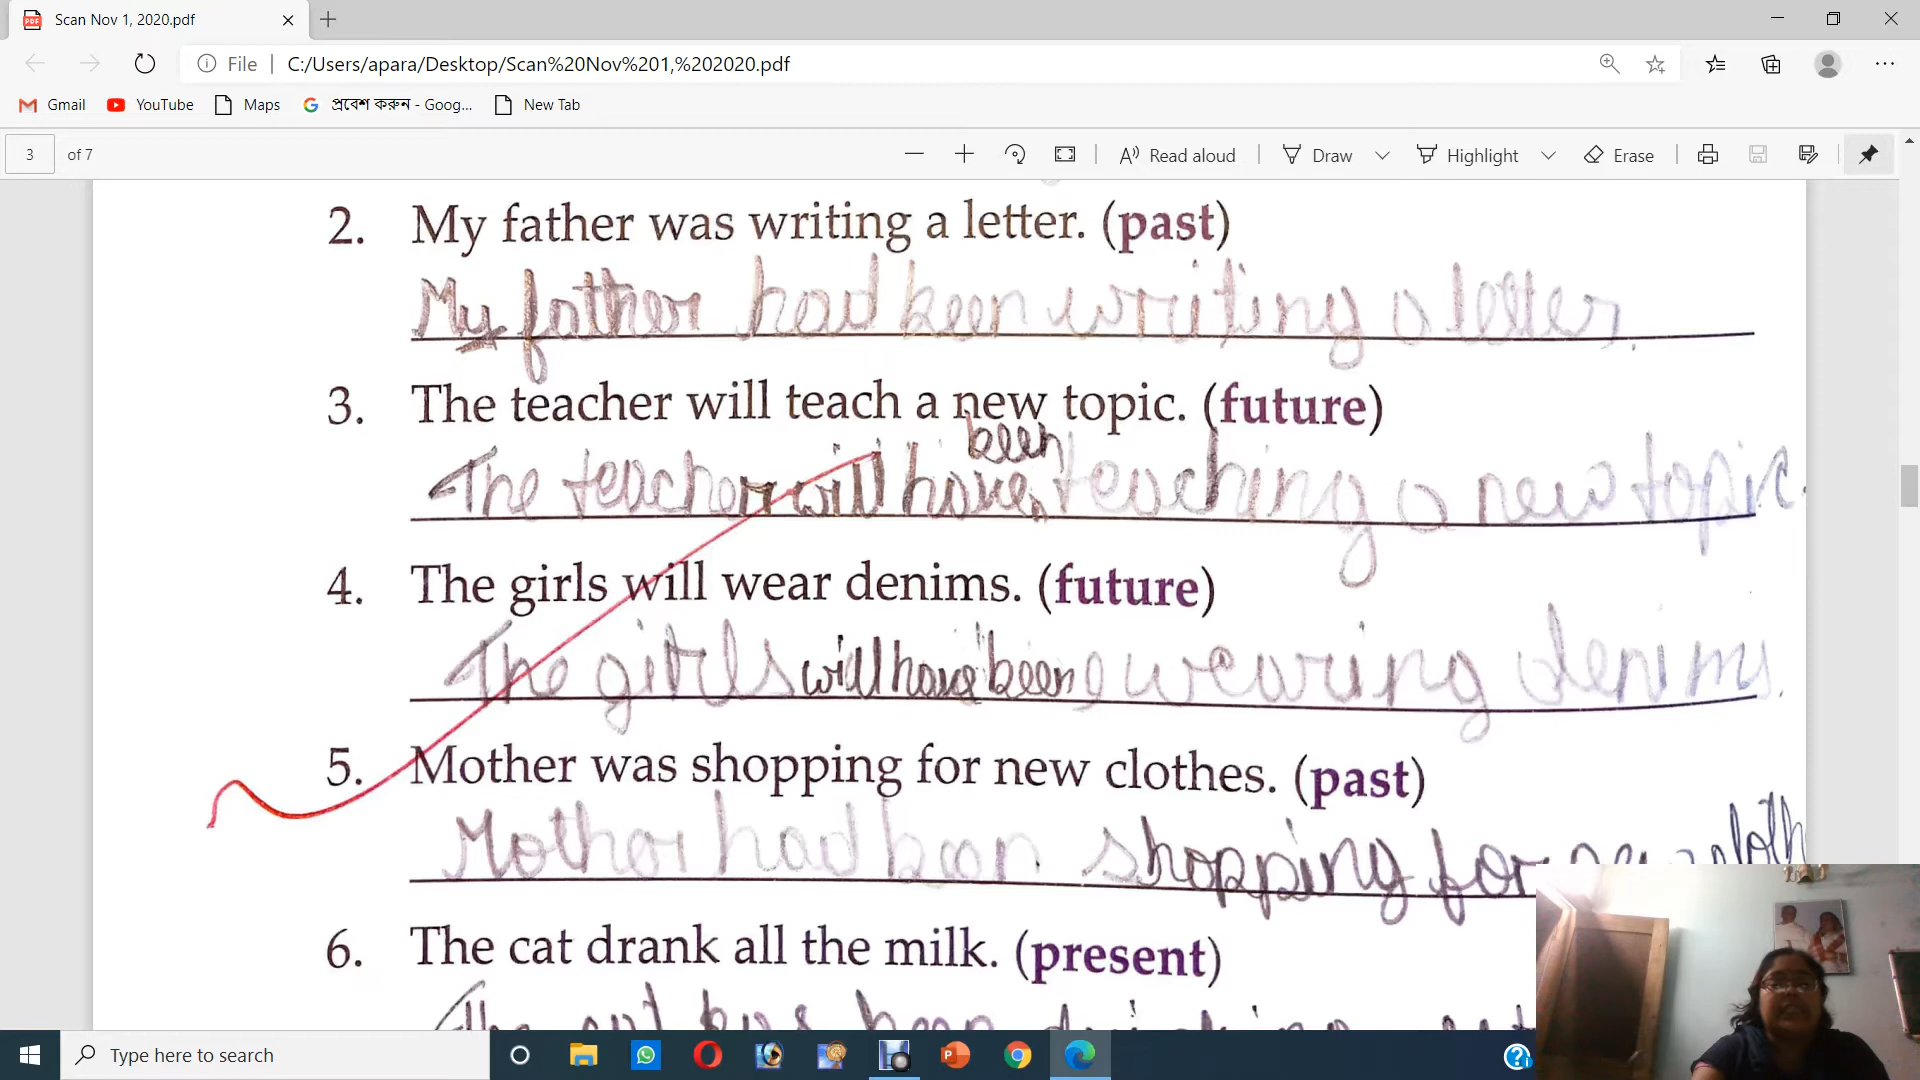 Scan Nov 1, 2020.pdf
File
C:/Users/apara/Desktop/Scan%20Nov%201,%202020.pdf
Gmail YouTube Maps প্রবেশ করুন - Goog... New Tab
3 of 7 Read aloud Draw Highlight Erase
2. My father was writing a letter. (past)
My father had been writing a letter.
3. The teacher will teach a new topic. (future)
been
The teacher will have teaching a new topic.
4. The girls will wear denims. (future)
The girls will have been wearing denims.
5. Mother was shopping for new clothes. (past)
Mother had been shopping for
6. The cat drank all the milk. (present)
The cat has been drinking
Type here to search